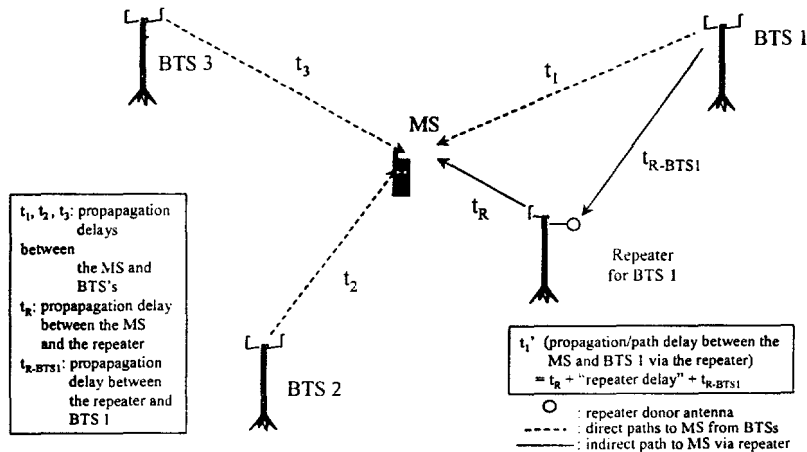 BTS 1
BTS 3
t3
t1
MS
tR-BTS1
tR
t1, t2, t3: propapagation
delays
between
the MS and
BTS's
tR: propapagation delay
between the MS
and the repeater
tR-BTS1: propapagation
delay between
the repeater and
BTS 1
Repeater
for BTS 1
t2
BTS 2
t1' (propagation/path delay between the
MS and BTS 1 via the repeater)
= tR + "repeater delay" + tR-BTS1
: repeater donor antenna
: direct paths to MS from BTSs
: indirect path to MS via repeater